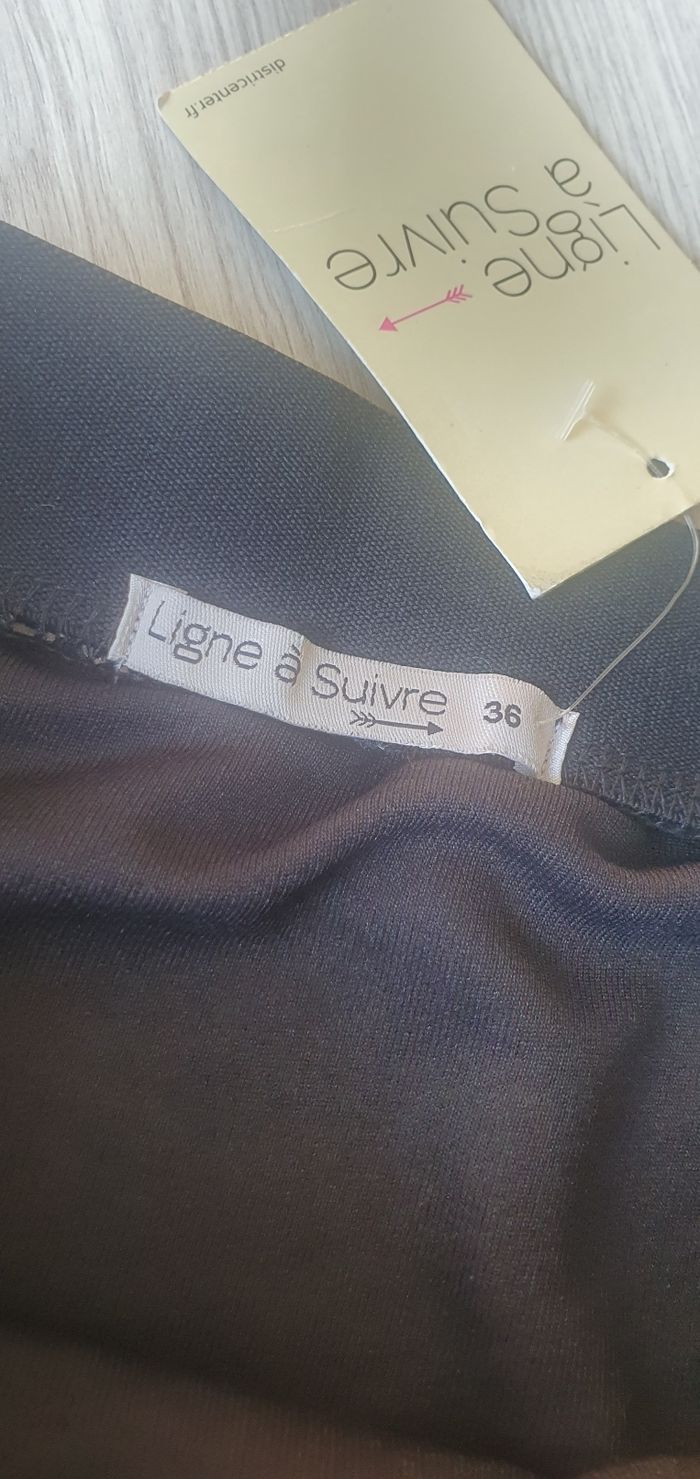 districenter.fr
Ligne
à
Suivre
Ligne à Suivre 36